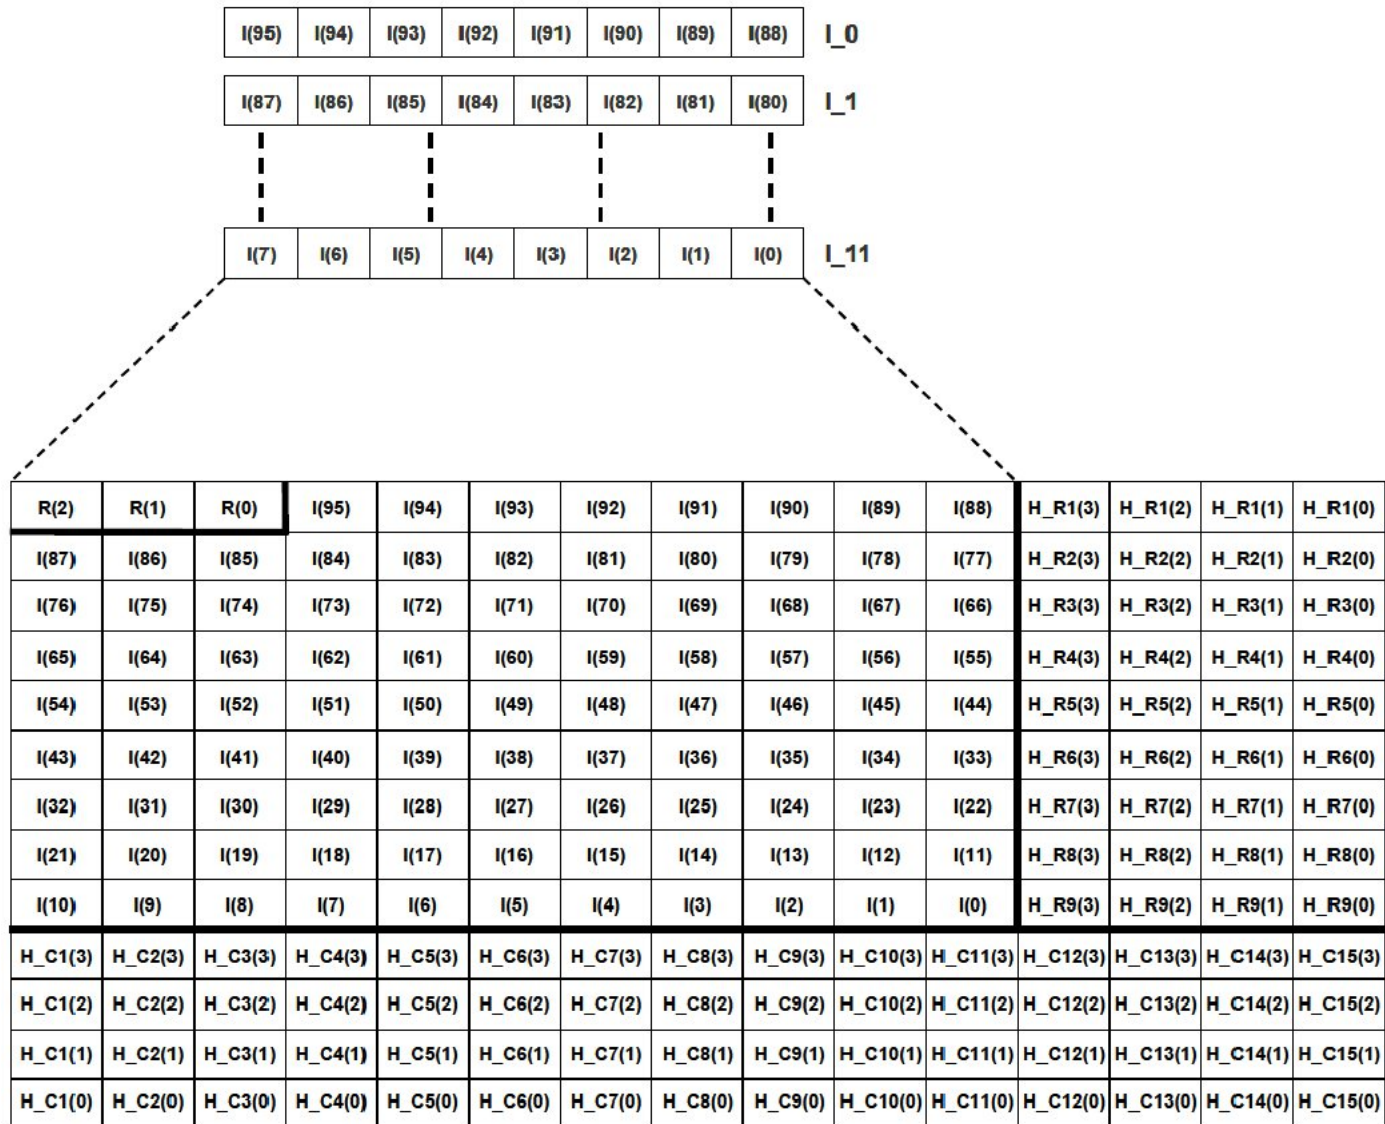 I(95) I(94) I(93) I(92) I(91) I(90) I(89) I(88) I_0
I(87) I(86) I(85) I(84) I(83) I(82) I(81) I(80) I_1
I(7) I(6) I(5) I(4) I(3) I(2) I(1) I(0) I_11
R(2) R(1) R(0) I(95) I(94) I(93) I(92) I(91) I(90) I(89) I(88) H_R1(3) H_R1(2) H_R1(1) H_R1(0)
I(87) I(86) I(85) I(84) I(83) I(82) I(81) I(80) I(79) I(78) I(77) H_R2(3) H_R2(2) H_R2(1) H_R2(0)
I(76) I(75) I(74) I(73) I(72) I(71) I(70) I(69) I(68) I(67) I(66) H_R3(3) H_R3(2) H_R3(1) H_R3(0)
I(65) I(64) I(63) I(62) I(61) I(60) I(59) I(58) I(57) I(56) I(55) H_R4(3) H_R4(2) H_R4(1) H_R4(0)
I(54) I(53) I(52) I(51) I(50) I(49) I(48) I(47) I(46) I(45) I(44) H_R5(3) H_R5(2) H_R5(1) H_R5(0)
I(43) I(42) I(41) I(40) I(39) I(38) I(37) I(36) I(35) I(34) I(33) H_R6(3) H_R6(2) H_R6(1) H_R6(0)
I(32) I(31) I(30) I(29) I(28) I(27) I(26) I(25) I(24) I(23) I(22) H_R7(3) H_R7(2) H_R7(1) H_R7(0)
I(21) I(20) I(19) I(18) I(17) I(16) I(15) I(14) I(13) I(12) I(11) H_R8(3) H_R8(2) H_R8(1) H_R8(0)
I(10) I(9) I(8) I(7) I(6) I(5) I(4) I(3) I(2) I(1) I(0) H_R9(3) H_R9(2) H_R9(1) H_R9(0)
H_C1(3) H_C2(3) H_C3(3) H_C4(3) H_C5(3) H_C6(3) H_C7(3) H_C8(3) H_C9(3) H_C10(3) H_C11(3) H_C12(3) H_C13(3) H_C14(3) H_C15(3)
H_C1(2) H_C2(2) H_C3(2) H_C4(2) H_C5(2) H_C6(2) H_C7(2) H_C8(2) H_C9(2) H_C10(2) H_C11(2) H_C12(2) H_C13(2) H_C14(2) H_C15(2)
H_C1(1) H_C2(1) H_C3(1) H_C4(1) H_C5(1) H_C6(1) H_C7(1) H_C8(1) H_C9(1) H_C10(1) H_C11(1) H_C12(1) H_C13(1) H_C14(1) H_C15(1)
H_C1(0) H_C2(0) H_C3(0) H_C4(0) H_C5(0) H_C6(0) H_C7(0) H_C8(0) H_C9(0) H_C10(0) H_C11(0) H_C12(0) H_C13(0) H_C14(0) H_C15(0)